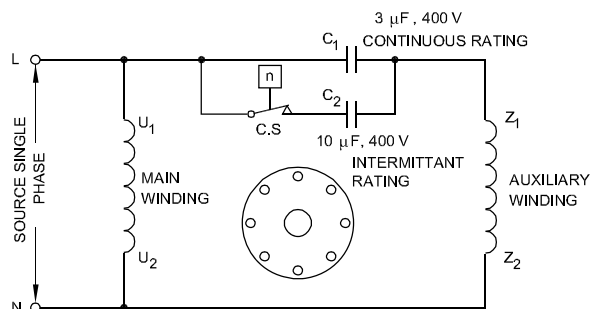 3 µF, 400 V
CONTINUOUS RATING
C1
L
n
C2
C.S
10 µF, 400 V
INTERMITTANT
RATING
U1
MAIN
WINDING
U2
SOURCE SINGLE
PHASE
Z1
AUXILIARY
WINDING
Z2
N